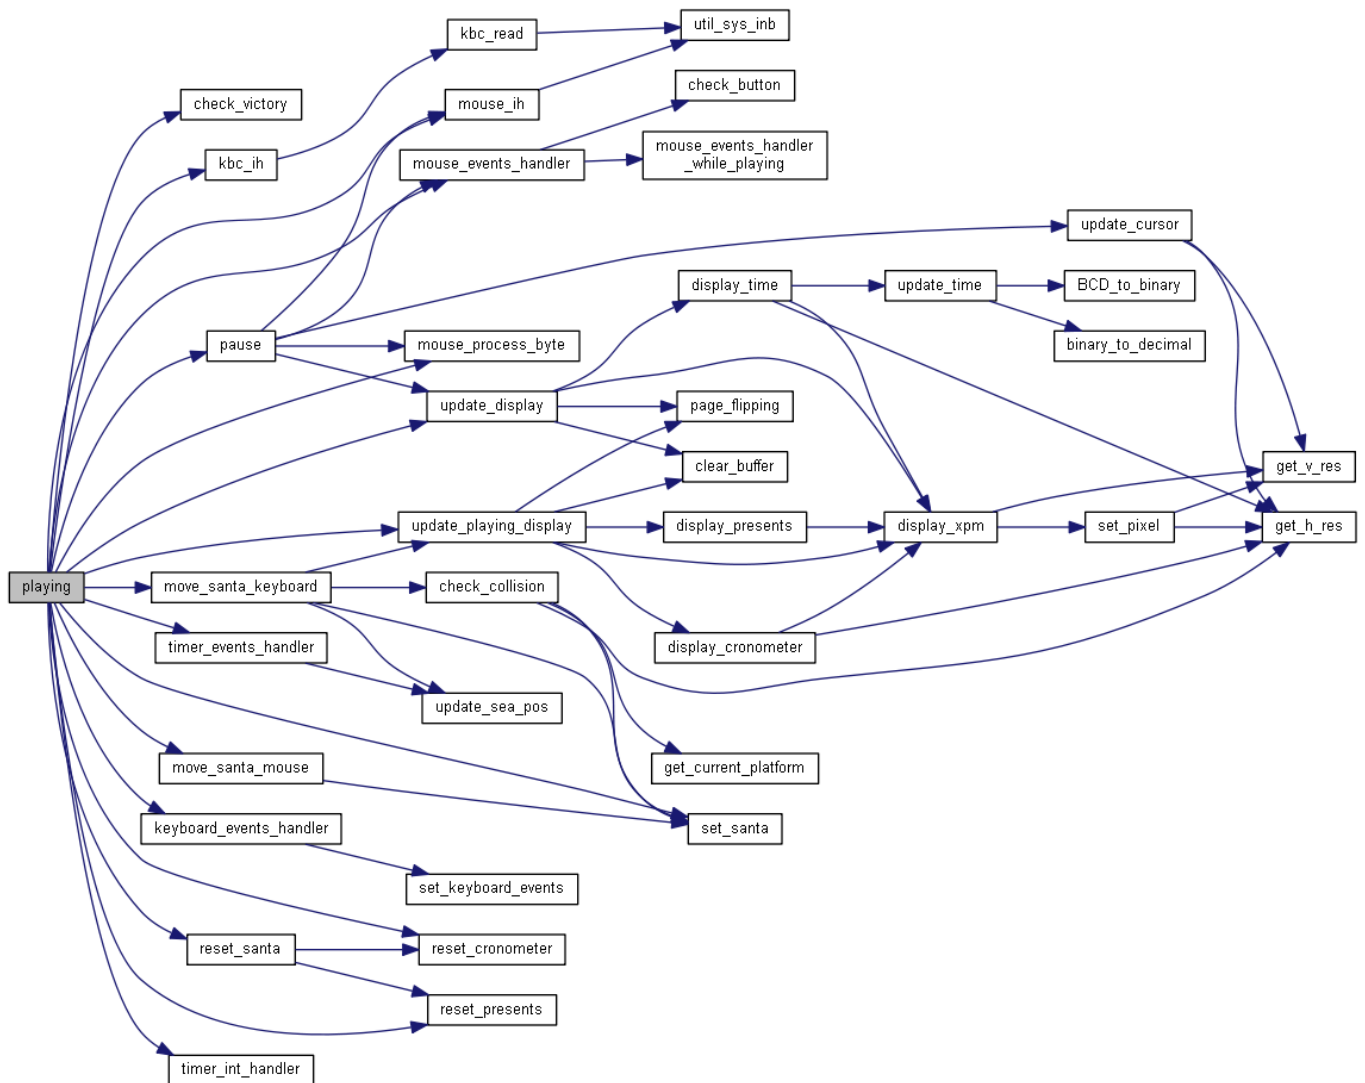 kbc_read
util_sys_inb
check_victory
mouse_ih
check_button
kbc_ih
mouse_events_handler
mouse_events_handler
_while_playing
update_cursor
display_time
update_time
BCD_to_binary
pause
mouse_process_byte
binary_to_decimal
update_display
page_flipping
clear_buffer
get_v_res
update_playing_display
display_presents
display_xpm
set_pixel
get_h_res
playing
move_santa_keyboard
check_collision
timer_events_handler
display_cronometer
update_sea_pos
move_santa_mouse
get_current_platform
keyboard_events_handler
set_santa
set_keyboard_events
reset_santa
reset_cronometer
reset_presents
timer_int_handler